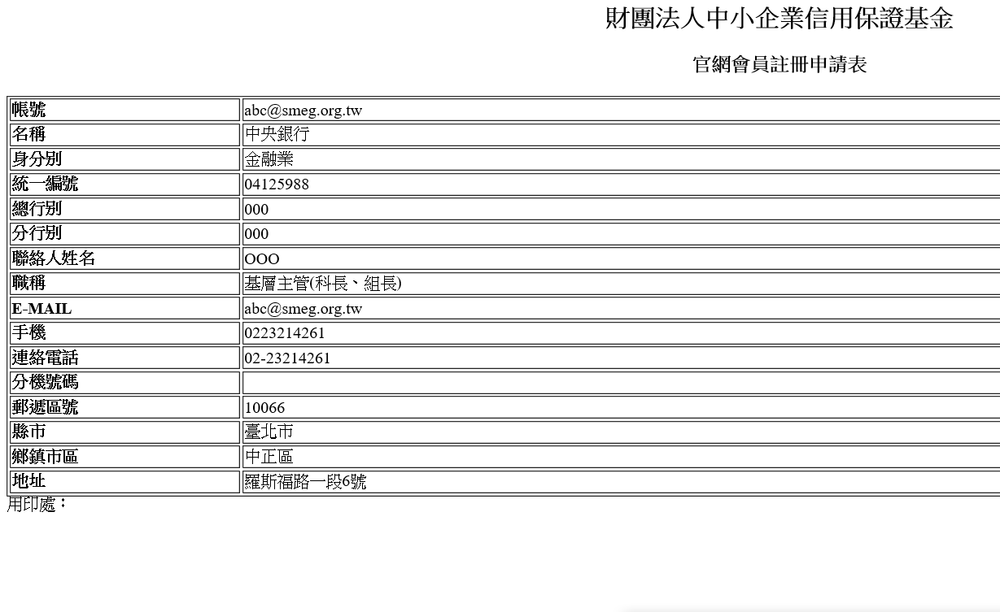 財團法人中小企業信用保證基金
官網會員註冊申請表
帳號 abc@smeg.org.tw
名稱 中央銀行
身分別 金融業
統一編號 04125988
總行別 000
分行別 000
聯絡人姓名 OOO
職稱 基層主管(科長、組長)
E-MAIL abc@smeg.org.tw
手機 0223214261
連絡電話 02-23214261
分機號碼
郵遞區號 10066
縣市 臺北市
鄉鎮市區 中正區
地址 羅斯福路一段6號
用印處：